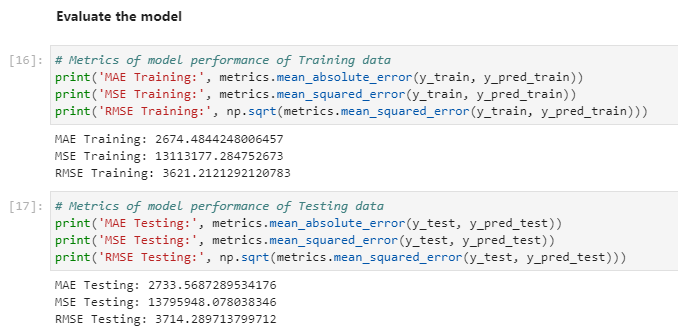 Evaluate the model
[16]: # Metrics of model performance of Training data
print('MAE Training:', metrics.mean_absolute_error(y_train, y_pred_train))
print('MSE Training:', metrics.mean_squared_error(y_train, y_pred_train))
print('RMSE Training:', np.sqrt(metrics.mean_squared_error(y_train, y_pred_train)))
MAE Training: 2674.4844248006457
MSE Training: 13113177.284752673
RMSE Training: 3621.2121292120783
[17]: # Metrics of model performance of Testing data
print('MAE Testing:', metrics.mean_absolute_error(y_test, y_pred_test))
print('MSE Testing:', metrics.mean_squared_error(y_test, y_pred_test))
print('RMSE Testing:', np.sqrt(metrics.mean_squared_error(y_test, y_pred_test)))
MAE Testing: 2733.5687289534176
MSE Testing: 13795948.078038346
RMSE Testing: 3714.289713799712